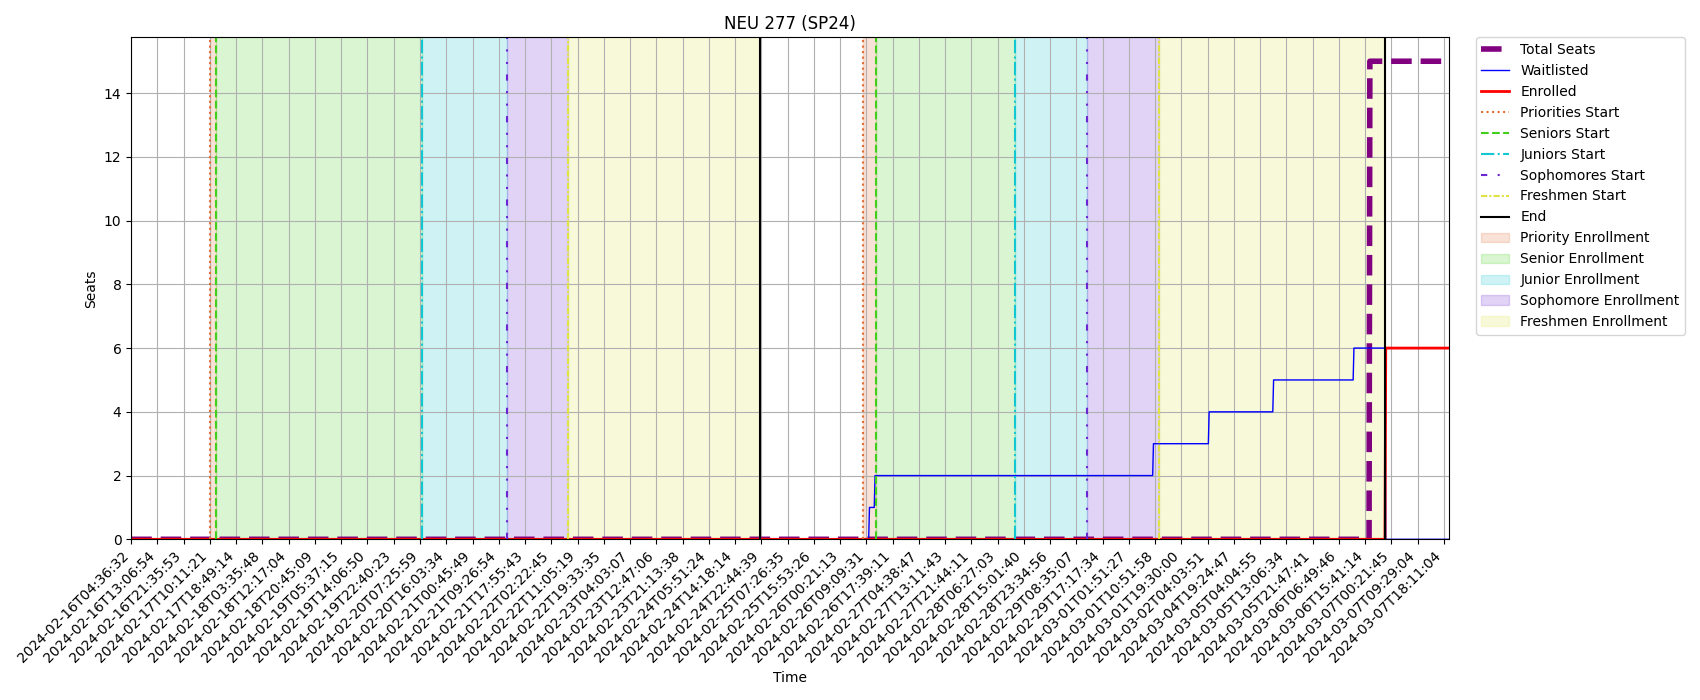 NEU 277 (SP24)
Seats
14
12
10
8
6
4
2
0
2024-02-16T04:36:32
2024-02-16T13:06:54
2024-02-16T21:35:53
2024-02-17T10:11:21
2024-02-17T18:49:14
2024-02-18T03:35:48
2024-02-18T12:17:04
2024-02-18T20:45:09
2024-02-19T05:37:15
2024-02-19T14:06:50
2024-02-19T22:40:23
2024-02-20T07:25:59
2024-02-20T16:03:34
2024-02-21T00:45:49
2024-02-21T09:26:54
2024-02-21T17:55:43
2024-02-22T02:22:45
2024-02-22T11:05:19
2024-02-22T19:33:35
2024-02-23T04:03:07
2024-02-23T12:47:06
2024-02-23T21:13:38
2024-02-24T05:51:24
2024-02-24T14:18:14
2024-02-24T22:44:39
2024-02-25T07:26:35
2024-02-25T15:53:26
2024-02-26T00:21:13
2024-02-26T09:09:31
2024-02-26T17:39:11
2024-02-27T04:38:47
2024-02-27T13:11:43
2024-02-27T21:44:11
2024-02-28T06:27:03
2024-02-28T15:01:40
2024-02-28T23:34:56
2024-02-29T08:35:07
2024-02-29T17:17:34
2024-03-01T01:51:27
2024-03-01T10:51:58
2024-03-01T19:30:00
2024-03-02T04:03:51
2024-03-04T19:24:47
2024-03-05T04:04:55
2024-03-05T13:06:34
2024-03-05T21:47:41
2024-03-06T06:49:46
2024-03-06T15:41:14
2024-03-07T00:21:45
2024-03-07T09:29:04
2024-03-07T18:11:04
Time
Total Seats
Waitlisted
Enrolled
Priorities Start
Seniors Start
Juniors Start
Sophomores Start
Freshmen Start
End
Priority Enrollment
Senior Enrollment
Junior Enrollment
Sophomore Enrollment
Freshmen Enrollment